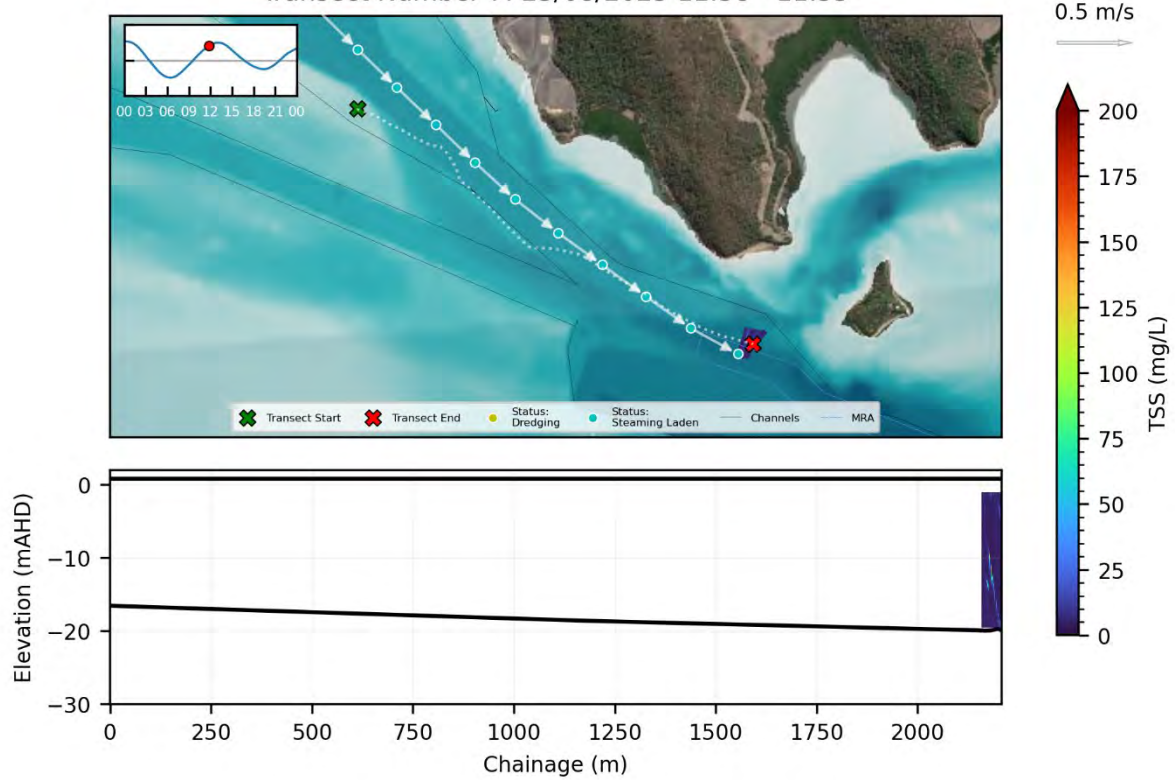 0.5 m/s
00 03 06 09 12 15 18 21 00
Transect Start
Transect End
Status:
Dredging
Status:
Steaming Laden
Channels
MRA
200
175
150
125
100
75
50
25
0
TSS (mg/L)
0
−10
−20
−30
Elevation (mAHD)
0 250 500 750 1000 1250 1500 1750 2000
Chainage (m)